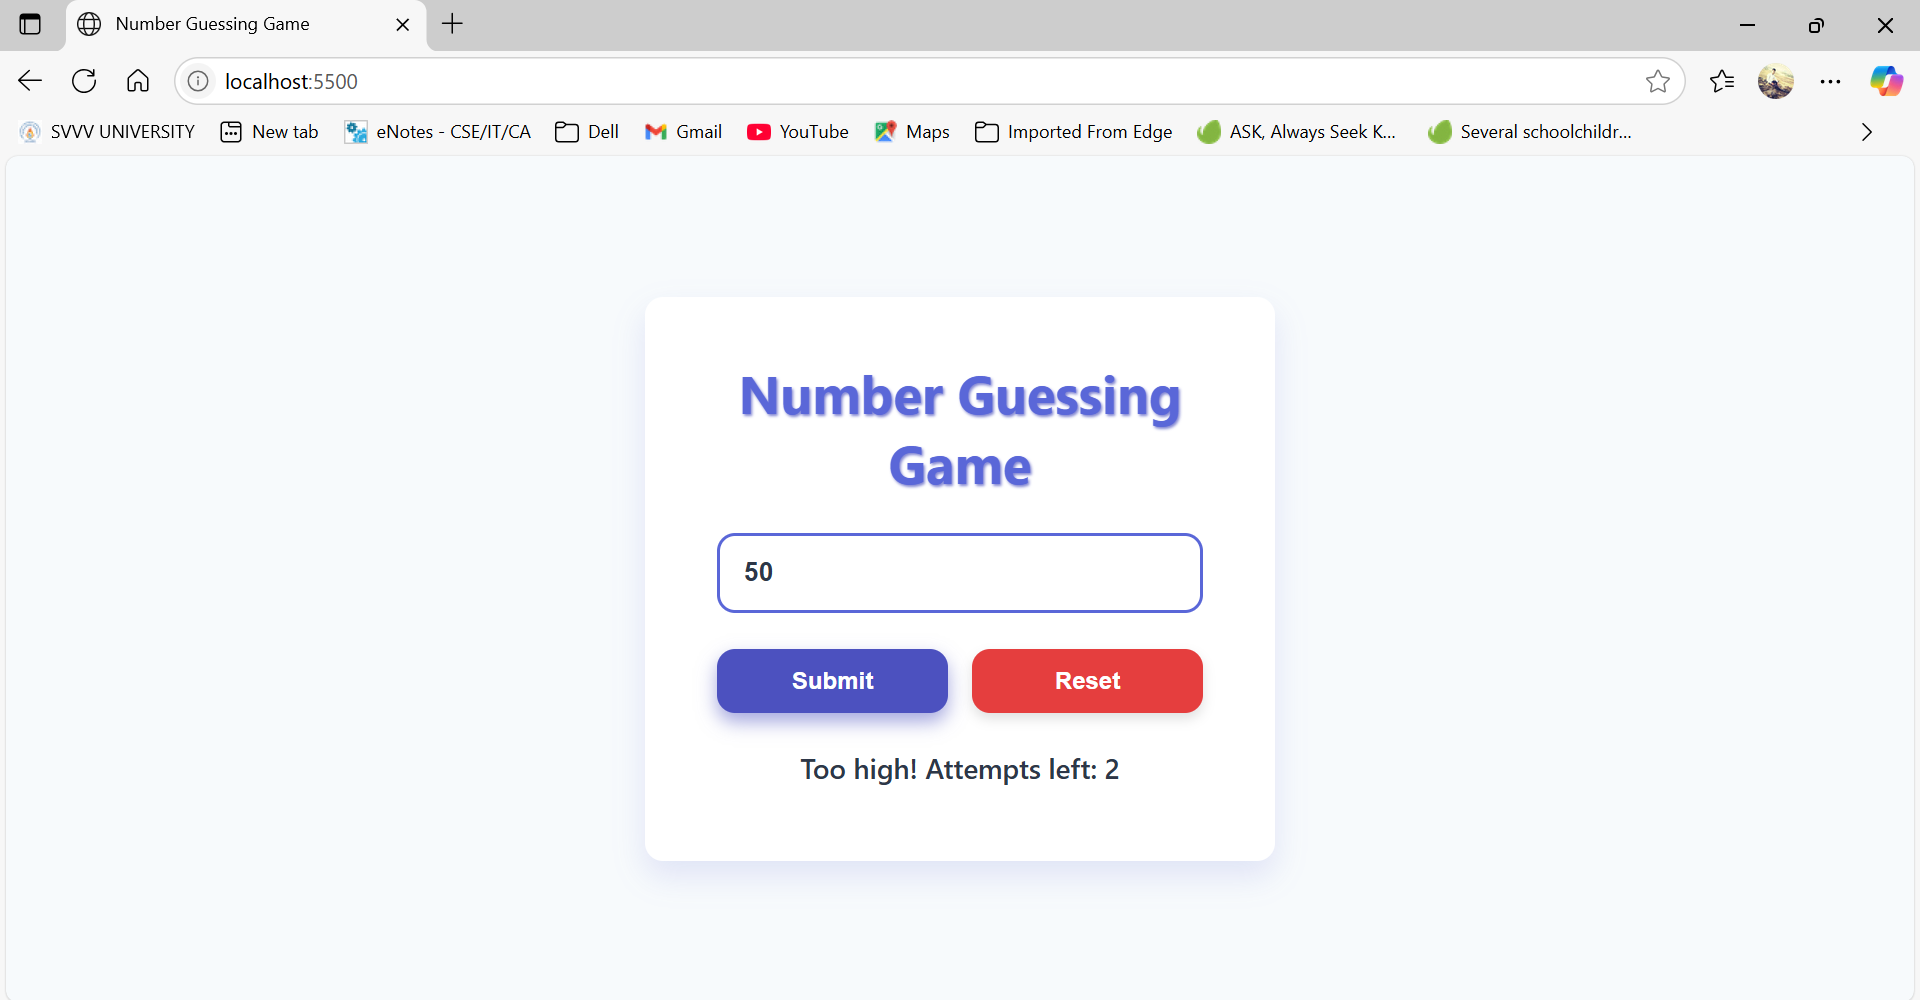 Number Guessing Game
localhost:5500
SVVV UNIVERSITY New tab eNotes - CSE/IT/CA Dell Gmail YouTube Maps Imported From Edge ASK, Always Seek K... Several schoolchildr...
Number Guessing
Game
50
Submit Reset
Too high! Attempts left: 2